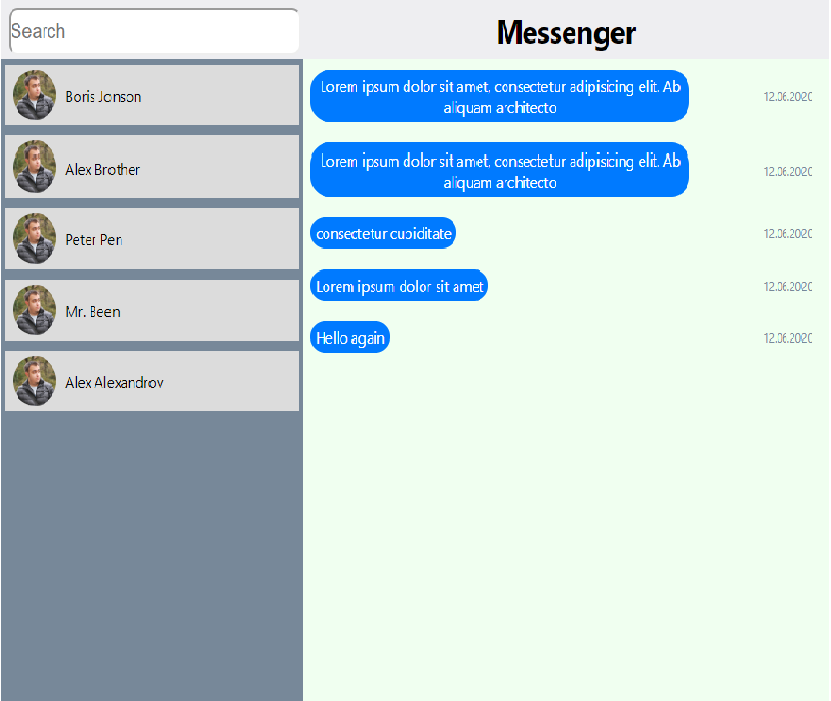 Search
Messenger
Boris Jonson
Alex Brother
Peter Pen
Mr. Been
Alex Alexandrov
Lorem ipsum dolor sit amet, consectetur adipisicing elit. Ab
aliquam architecto
12.06.2020
Lorem ipsum dolor sit amet, consectetur adipisicing elit. Ab
aliquam architecto
12.06.2020
consectetur cupiditate
12.06.2020
Lorem ipsum dolor sit amet
12.06.2020
Hello again
12.06.2020